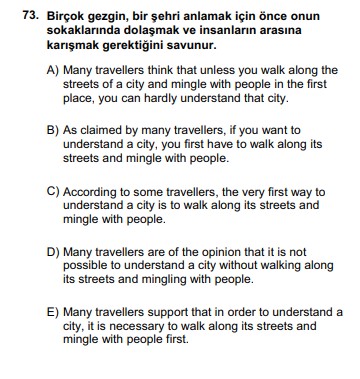 73. Birçok gezgin, bir şehri anlamak için önce onun
sokaklarında dolaşmak ve insanların arasına
karışmak gerektiğini savunur.
A) Many travellers think that unless you walk along the
streets of a city and mingle with people in the first
place, you can hardly understand that city.
B) As claimed by many travellers, if you want to
understand a city, you first have to walk along its
streets and mingle with people.
C) According to some travellers, the very first way to
understand a city is to walk along its streets and
mingle with people.
D) Many travellers are of the opinion that it is not
possible to understand a city without walking along
its streets and mingling with people.
E) Many travellers support that in order to understand a
city, it is necessary to walk along its streets and
mingle with people first.